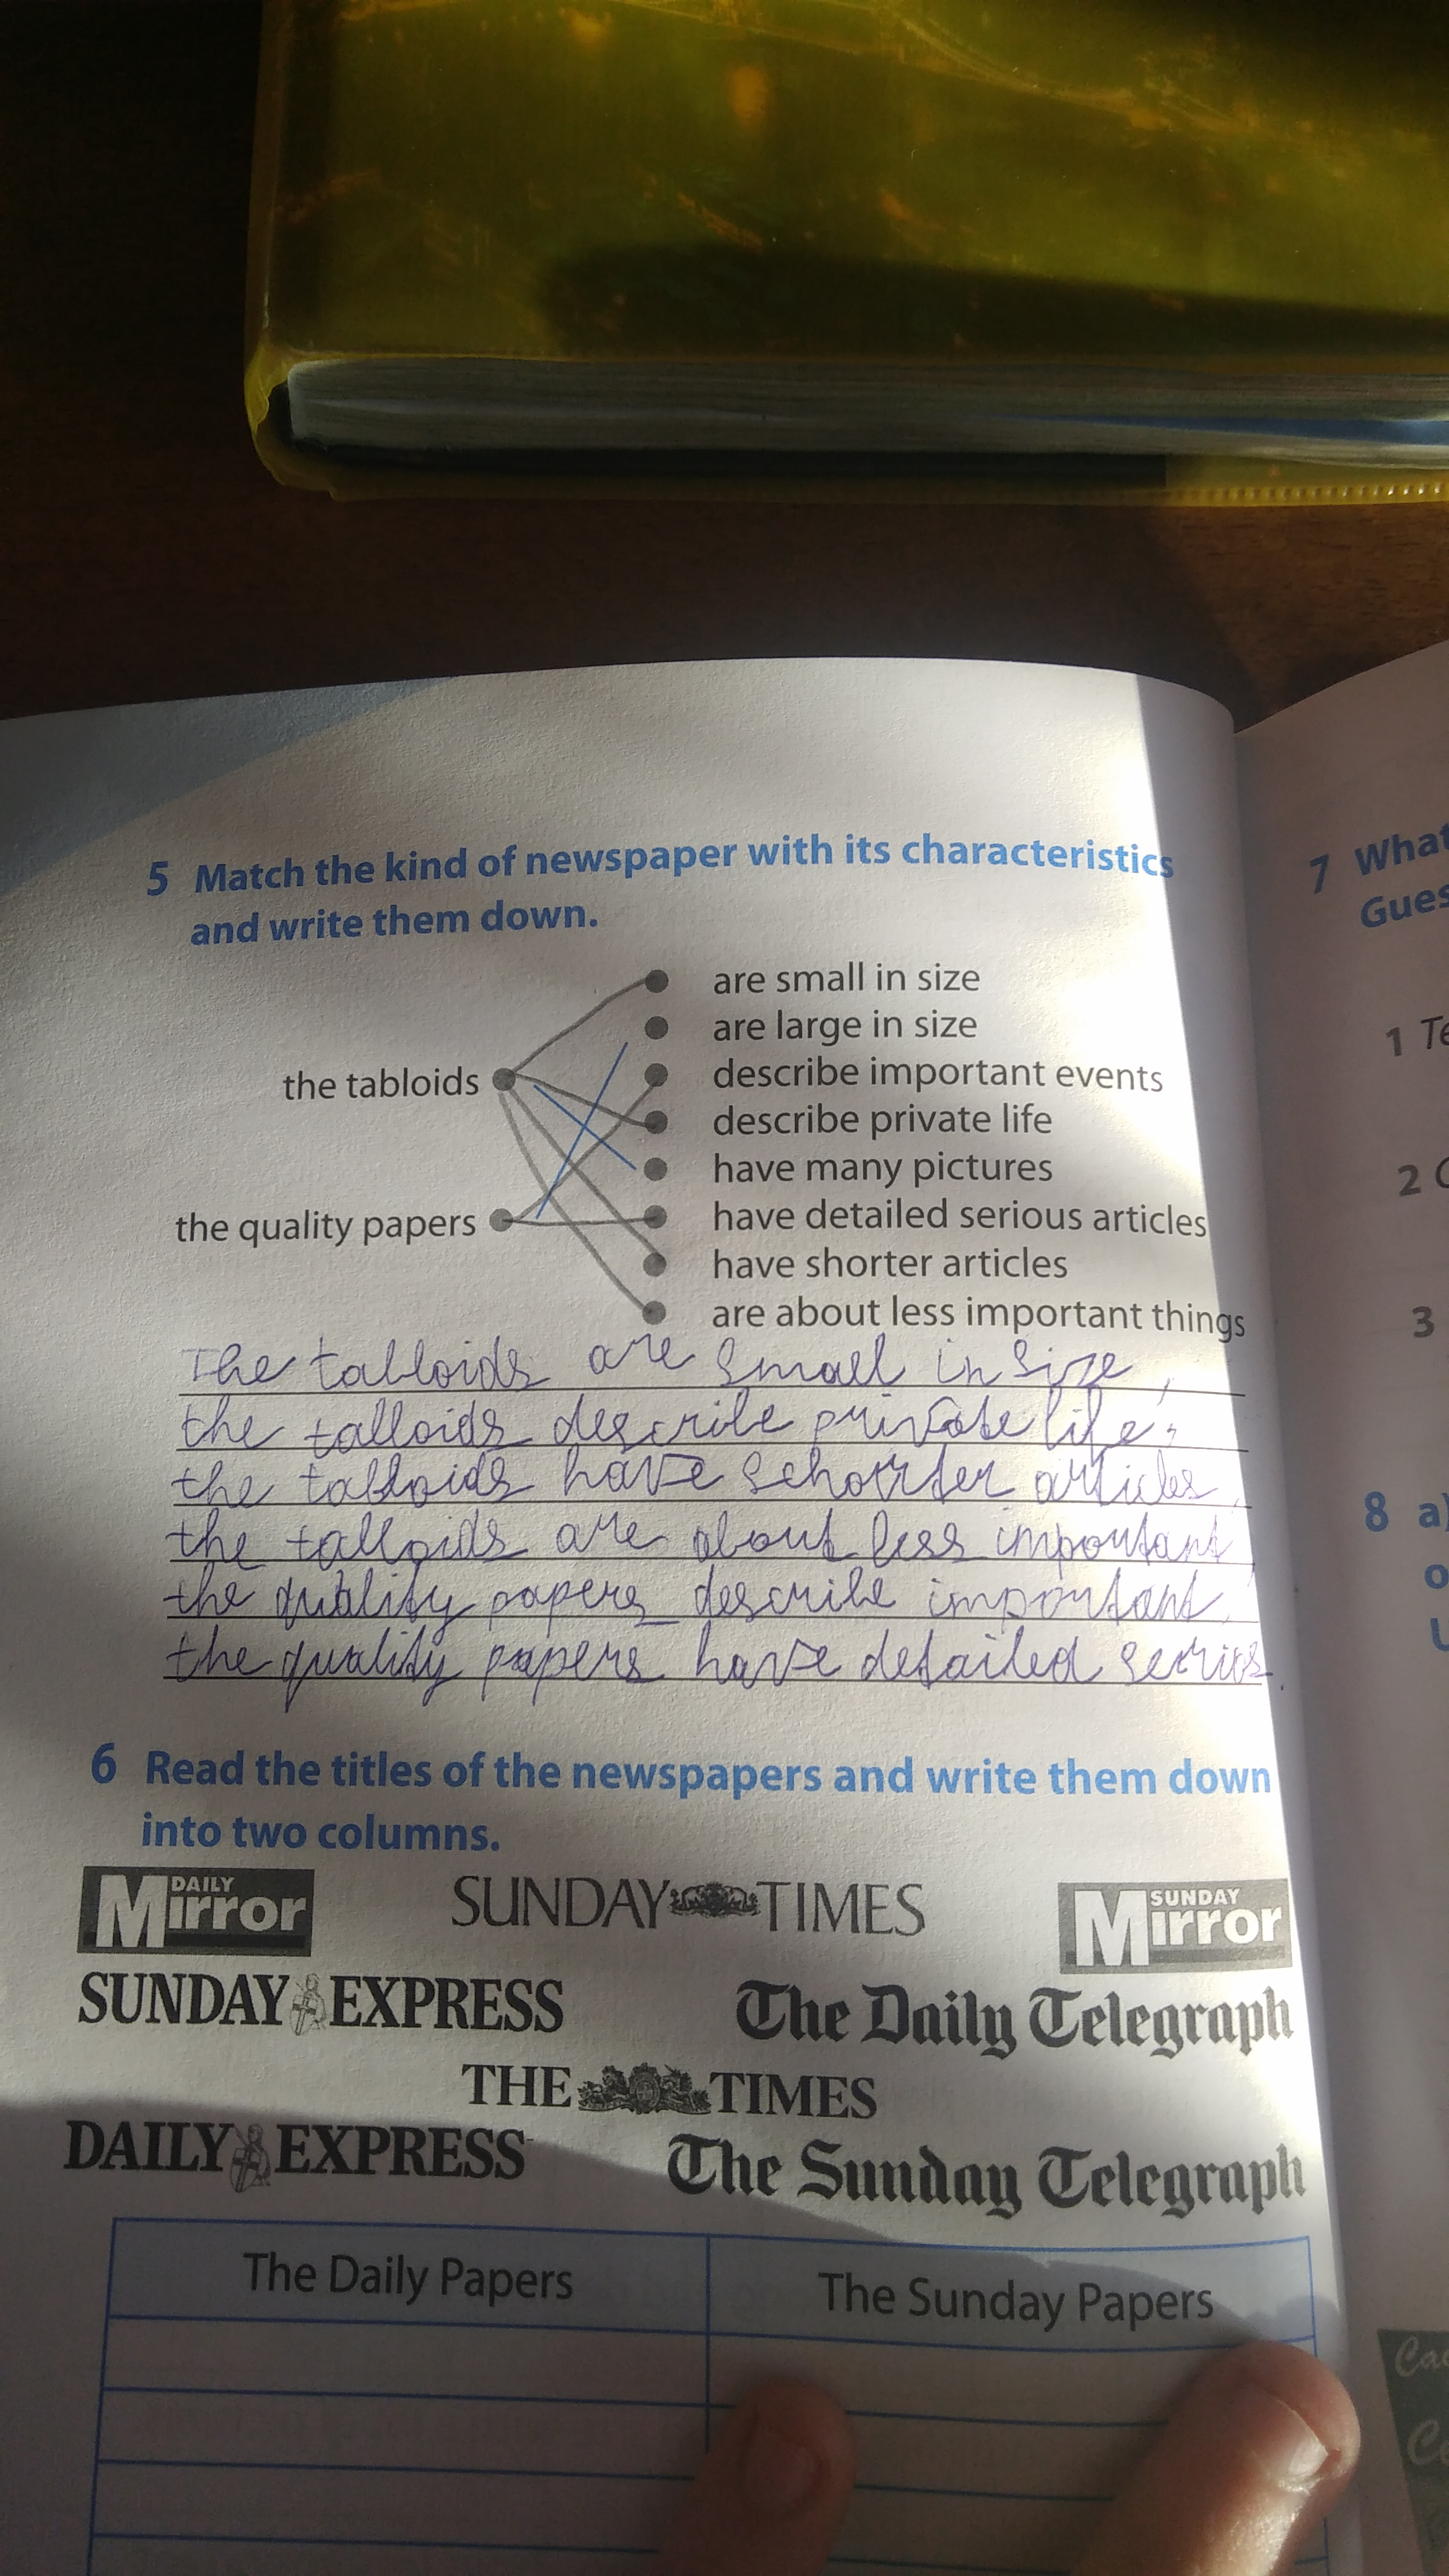 5 Match the kind of newspaper with its characteristics
and write them down.
are small in size
are large in size
the tabloids
describe important events
describe private life
have many pictures
the quality papers
have detailed serious articles
have shorter articles
are about less important things
The tabloids are small in size,
the talloids describe private life,
the tabloids have schorter articles,
the talloids are about less important,
the quality papers describe important,
the quality papers have detailed serios.
6 Read the titles of the newspapers and write them down
into two columns.
DAILY Mirror
SUNDAY TIMES
SUNDAY Mirror
SUNDAY EXPRESS
The Daily Telegraph
THE TIMES
DAILY EXPRESS
The Sunday Telegraph
The Daily Papers
The Sunday Papers
7 What
Gues
1 Te
2
3
8 a)
o